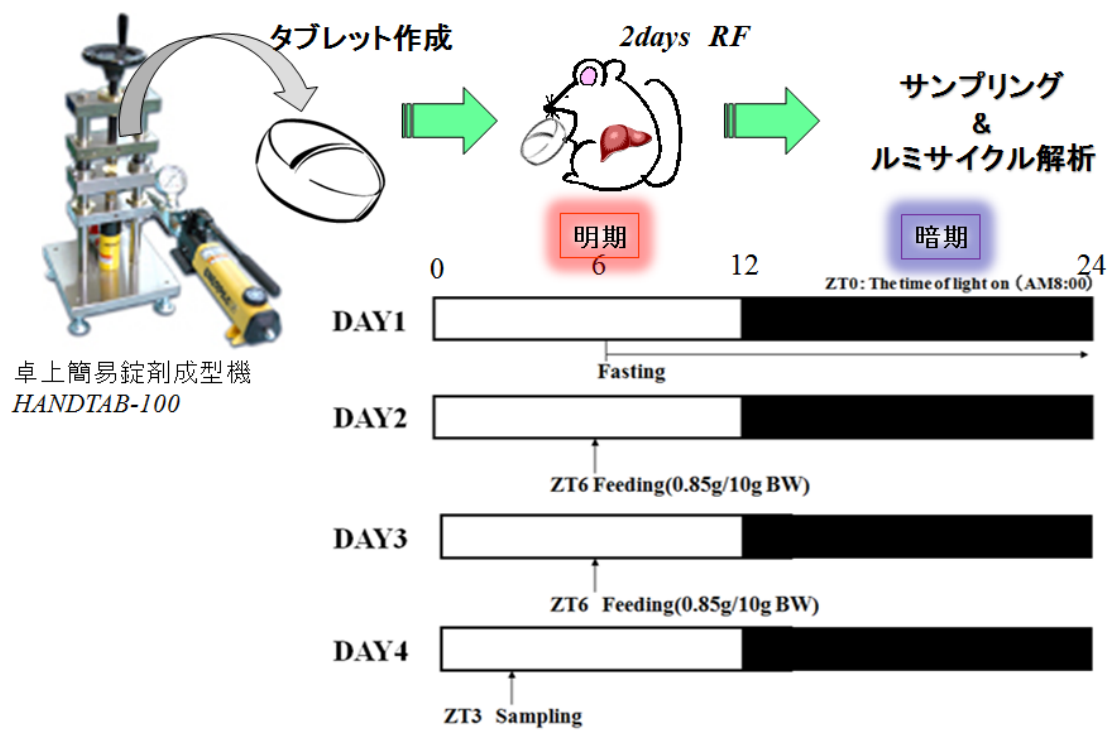 タブレット作成
2days RF
サンプリング
&
ルミサイクル解析
明期
暗期
0
6
12
24
ZT0: The time of light on (AM8:00)
DAY1
Fasting
卓上簡易錠剤成型機
HANDTAB-100
DAY2
ZT6 Feeding(0.85g/10g BW)
DAY3
ZT6 Feeding(0.85g/10g BW)
DAY4
ZT3 Sampling